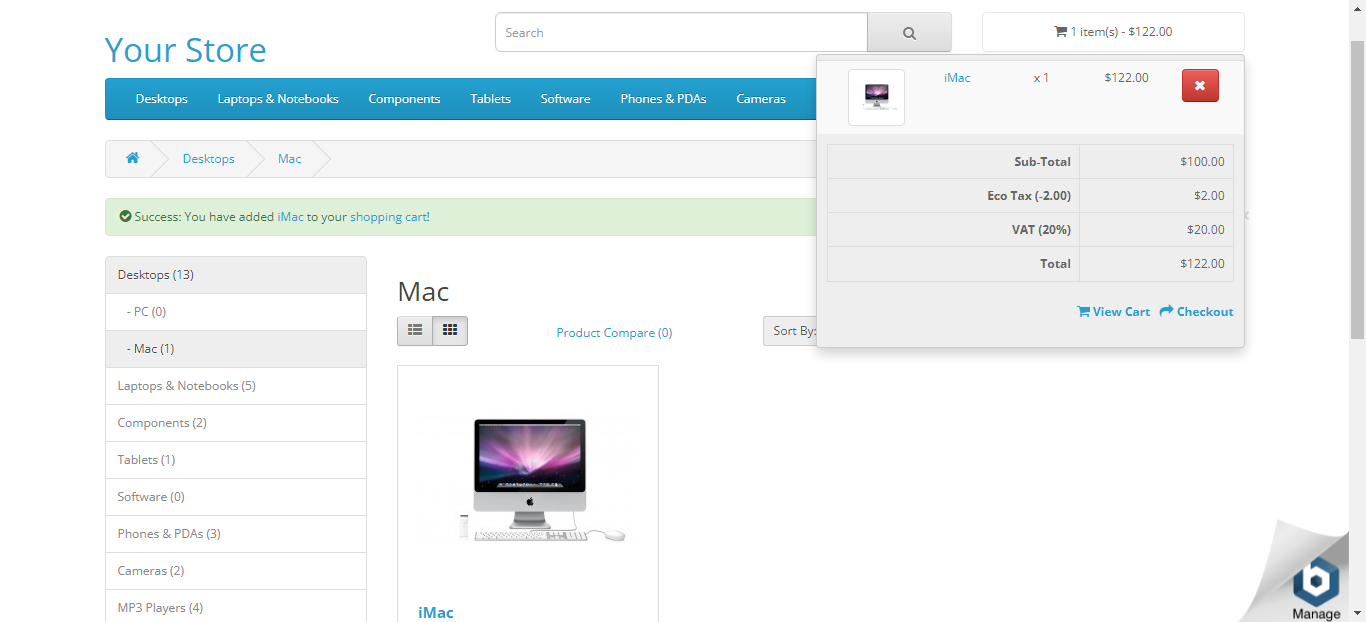 Your Store
Search
1 item(s) - $122.00
Desktops Laptops & Notebooks Components Tablets Software Phones & PDAs Cameras
iMac x 1 $122.00
Sub-Total $100.00
Eco Tax (-2.00) $2.00
VAT (20%) $20.00
Total $122.00
View Cart Checkout
Desktops Mac
Success: You have added iMac to your shopping cart!
Desktops (13)
- PC (0)
- Mac (1)
Laptops & Notebooks (5)
Components (2)
Tablets (1)
Software (0)
Phones & PDAs (3)
Cameras (2)
MP3 Players (4)
Mac
Product Compare (0)
Sort By:
iMac
Manage